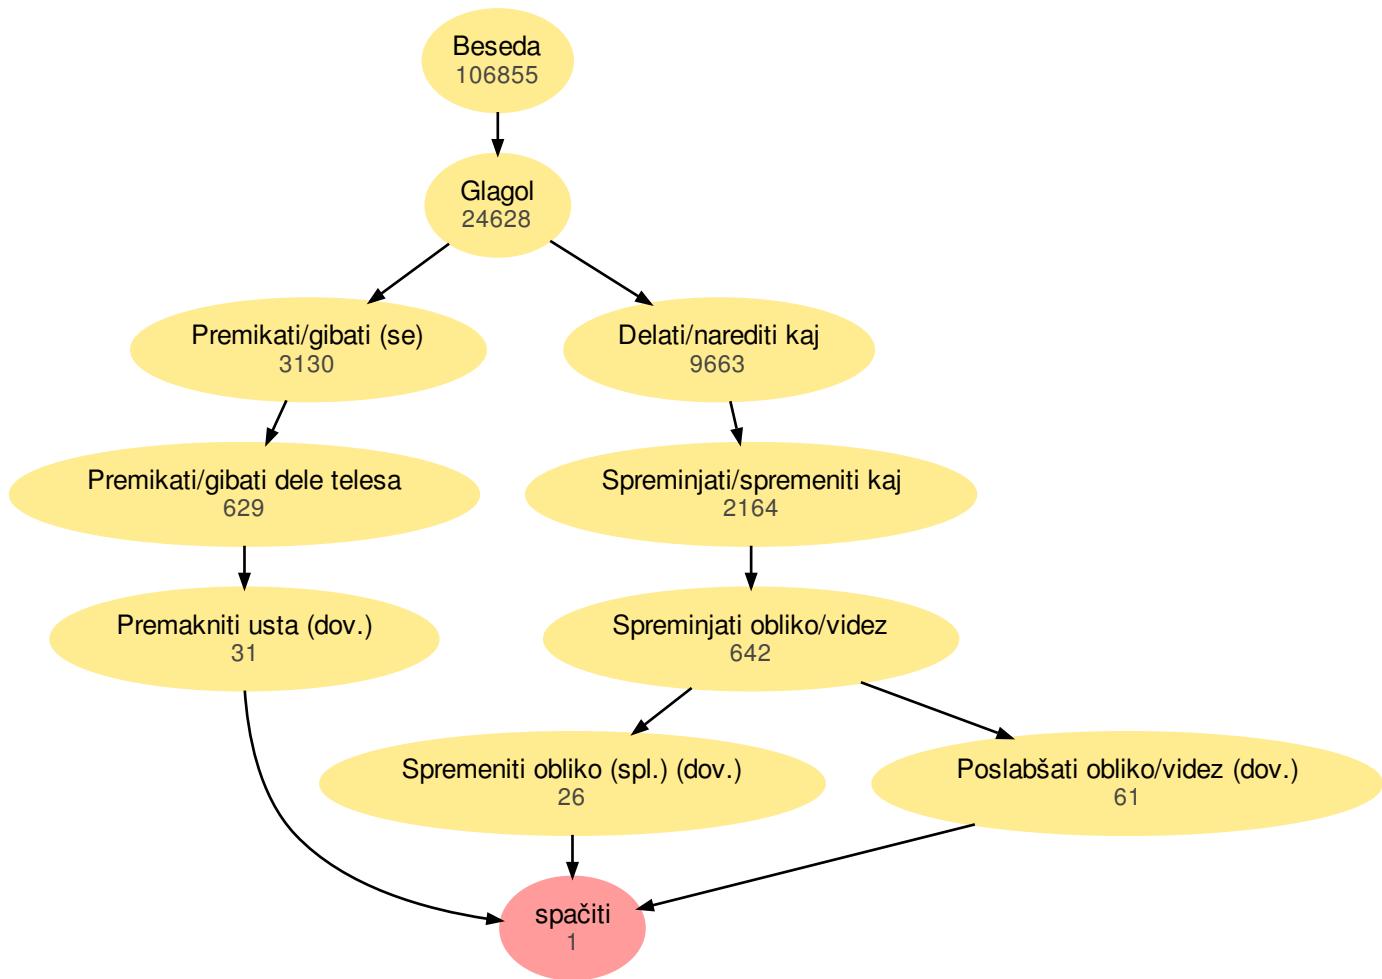 Beseda
106855
Glagol
24628
Premikati/gibati (se)
3130
Delati/narediti kaj
9663
Premikati/gibati dele telesa
629
Spreminjati/spremeniti kaj
2164
Premakniti usta (dov.)
31
Spreminjati obliko/videz
642
Spremeniti obliko (spl.) (dov.)
26
Poslabšati obliko/videz (dov.)
61
spačiti
1